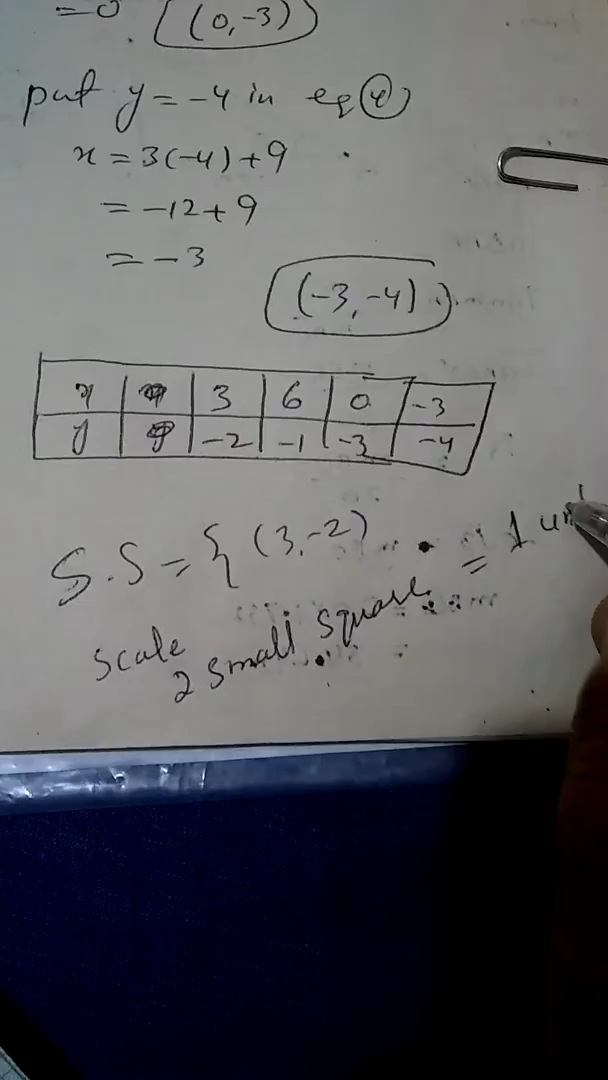 =0 (0,-3)
put y=-4 in eq 4
x = 3(-4)+9
= -12+9
= -3
(-3,-4)
x 3 6 0 -3
y -2 -1 -3 -4
S.S = { (3,-2)
scale
2 small square = 1 uni